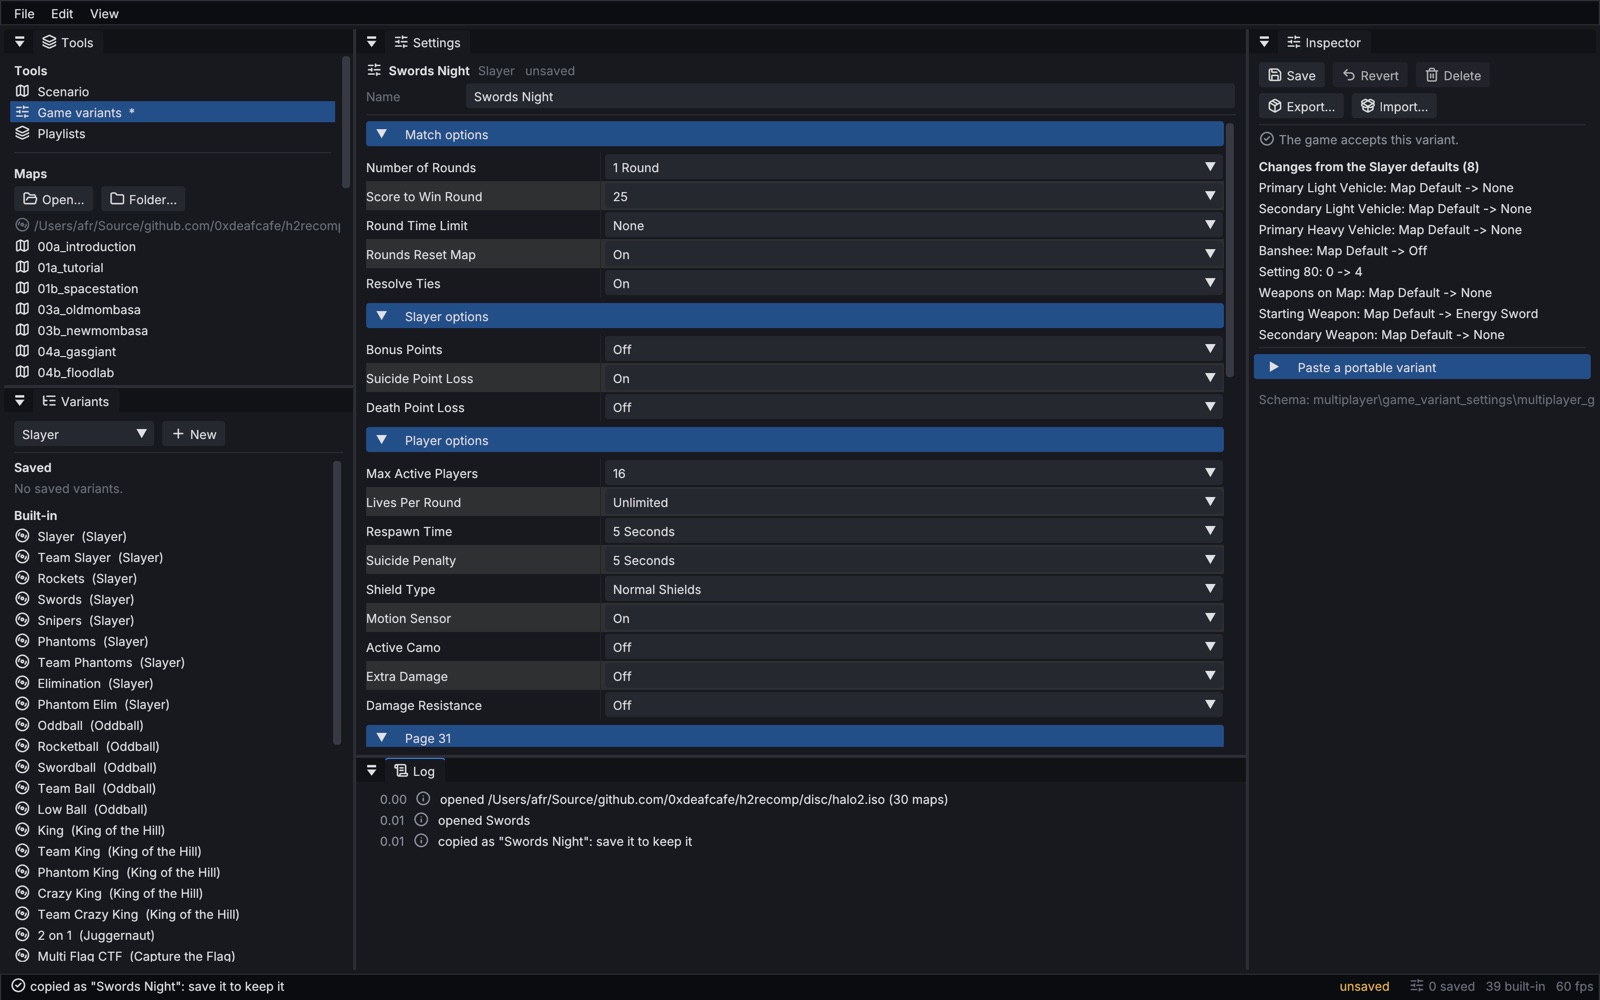 File Edit View
Tools
Tools
Scenario
Game variants *
Playlists
Maps
Open... Folder...
/Users/afr/Source/github.com/0xdeafcafe/h2recomp
00a_introduction
01a_tutorial
01b_spacestation
03a_oldmombasa
03b_newmombasa
04a_gasgiant
04b_floodlab
Variants
Slayer + New
Saved
No saved variants.
Built-in
Slayer (Slayer)
Team Slayer (Slayer)
Rockets (Slayer)
Swords (Slayer)
Snipers (Slayer)
Phantoms (Slayer)
Team Phantoms (Slayer)
Elimination (Slayer)
Phantom Elim (Slayer)
Oddball (Oddball)
Rocketball (Oddball)
Swordball (Oddball)
Team Ball (Oddball)
Low Ball (Oddball)
King (King of the Hill)
Team King (King of the Hill)
Phantom King (King of the Hill)
Crazy King (King of the Hill)
Team Crazy King (King of the Hill)
2 on 1 (Juggernaut)
Multi Flag CTF (Capture the Flag)
Settings
Swords Night Slayer unsaved
Name Swords Night
Match options
Number of Rounds 1 Round
Score to Win Round 25
Round Time Limit None
Rounds Reset Map On
Resolve Ties On
Slayer options
Bonus Points Off
Suicide Point Loss On
Death Point Loss Off
Player options
Max Active Players 16
Lives Per Round Unlimited
Respawn Time 5 Seconds
Suicide Penalty 5 Seconds
Shield Type Normal Shields
Motion Sensor On
Active Camo Off
Extra Damage Off
Damage Resistance Off
Page 31
Log
0.00 opened /Users/afr/Source/github.com/0xdeafcafe/h2recomp/disc/halo2.iso (30 maps)
0.01 opened Swords
0.01 copied as "Swords Night": save it to keep it
Inspector
Save Revert Delete
Export... Import...
The game accepts this variant.
Changes from the Slayer defaults (8)
Primary Light Vehicle: Map Default -> None
Secondary Light Vehicle: Map Default -> None
Primary Heavy Vehicle: Map Default -> None
Banshee: Map Default -> Off
Setting 80: 0 -> 4
Weapons on Map: Map Default -> None
Starting Weapon: Map Default -> Energy Sword
Secondary Weapon: Map Default -> None
Paste a portable variant
Schema: multiplayer\game_variant_settings\multiplayer_g
copied as "Swords Night": save it to keep it
unsaved 0 saved 39 built-in 60 fps